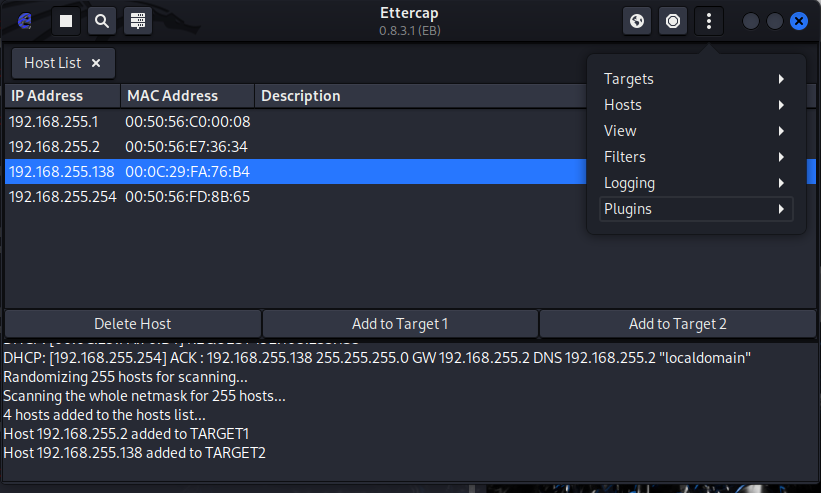 Ettercap
0.8.3.1 (EB)
Host List ×
IP Address MAC Address Description
192.168.255.1 00:50:56:C0:00:08
192.168.255.2 00:50:56:E7:36:34
192.168.255.138 00:0C:29:FA:76:B4
192.168.255.254 00:50:56:FD:8B:65
Targets
Hosts
View
Filters
Logging
Plugins
Delete Host Add to Target 1 Add to Target 2
DHCP: [192.168.255.254] ACK : 192.168.255.138 255.255.255.0 GW 192.168.255.2 DNS 192.168.255.2 "localdomain"
Randomizing 255 hosts for scanning...
Scanning the whole netmask for 255 hosts...
4 hosts added to the hosts list...
Host 192.168.255.2 added to TARGET1
Host 192.168.255.138 added to TARGET2